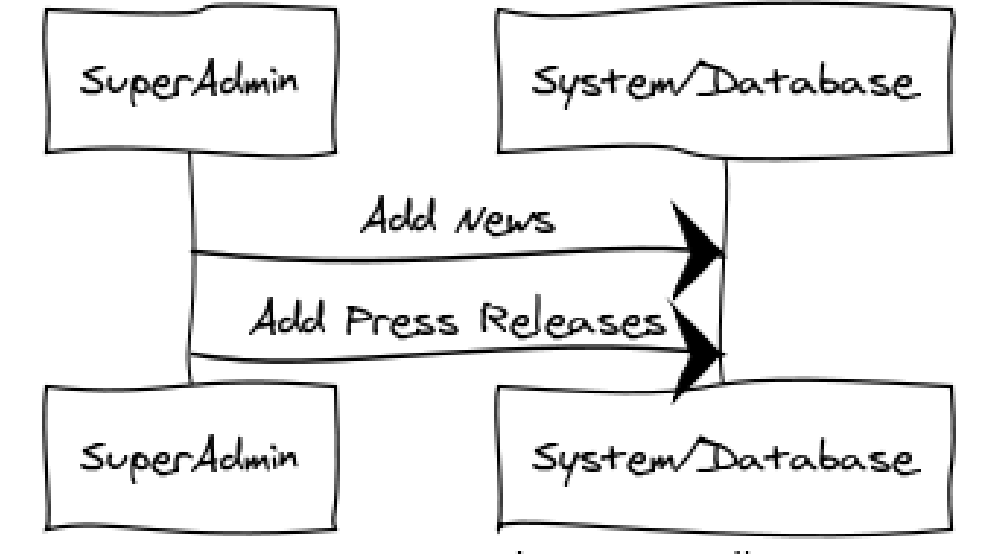 SuperAdmin
System/Database
Add News
Add Press Releases
SuperAdmin
System/Database